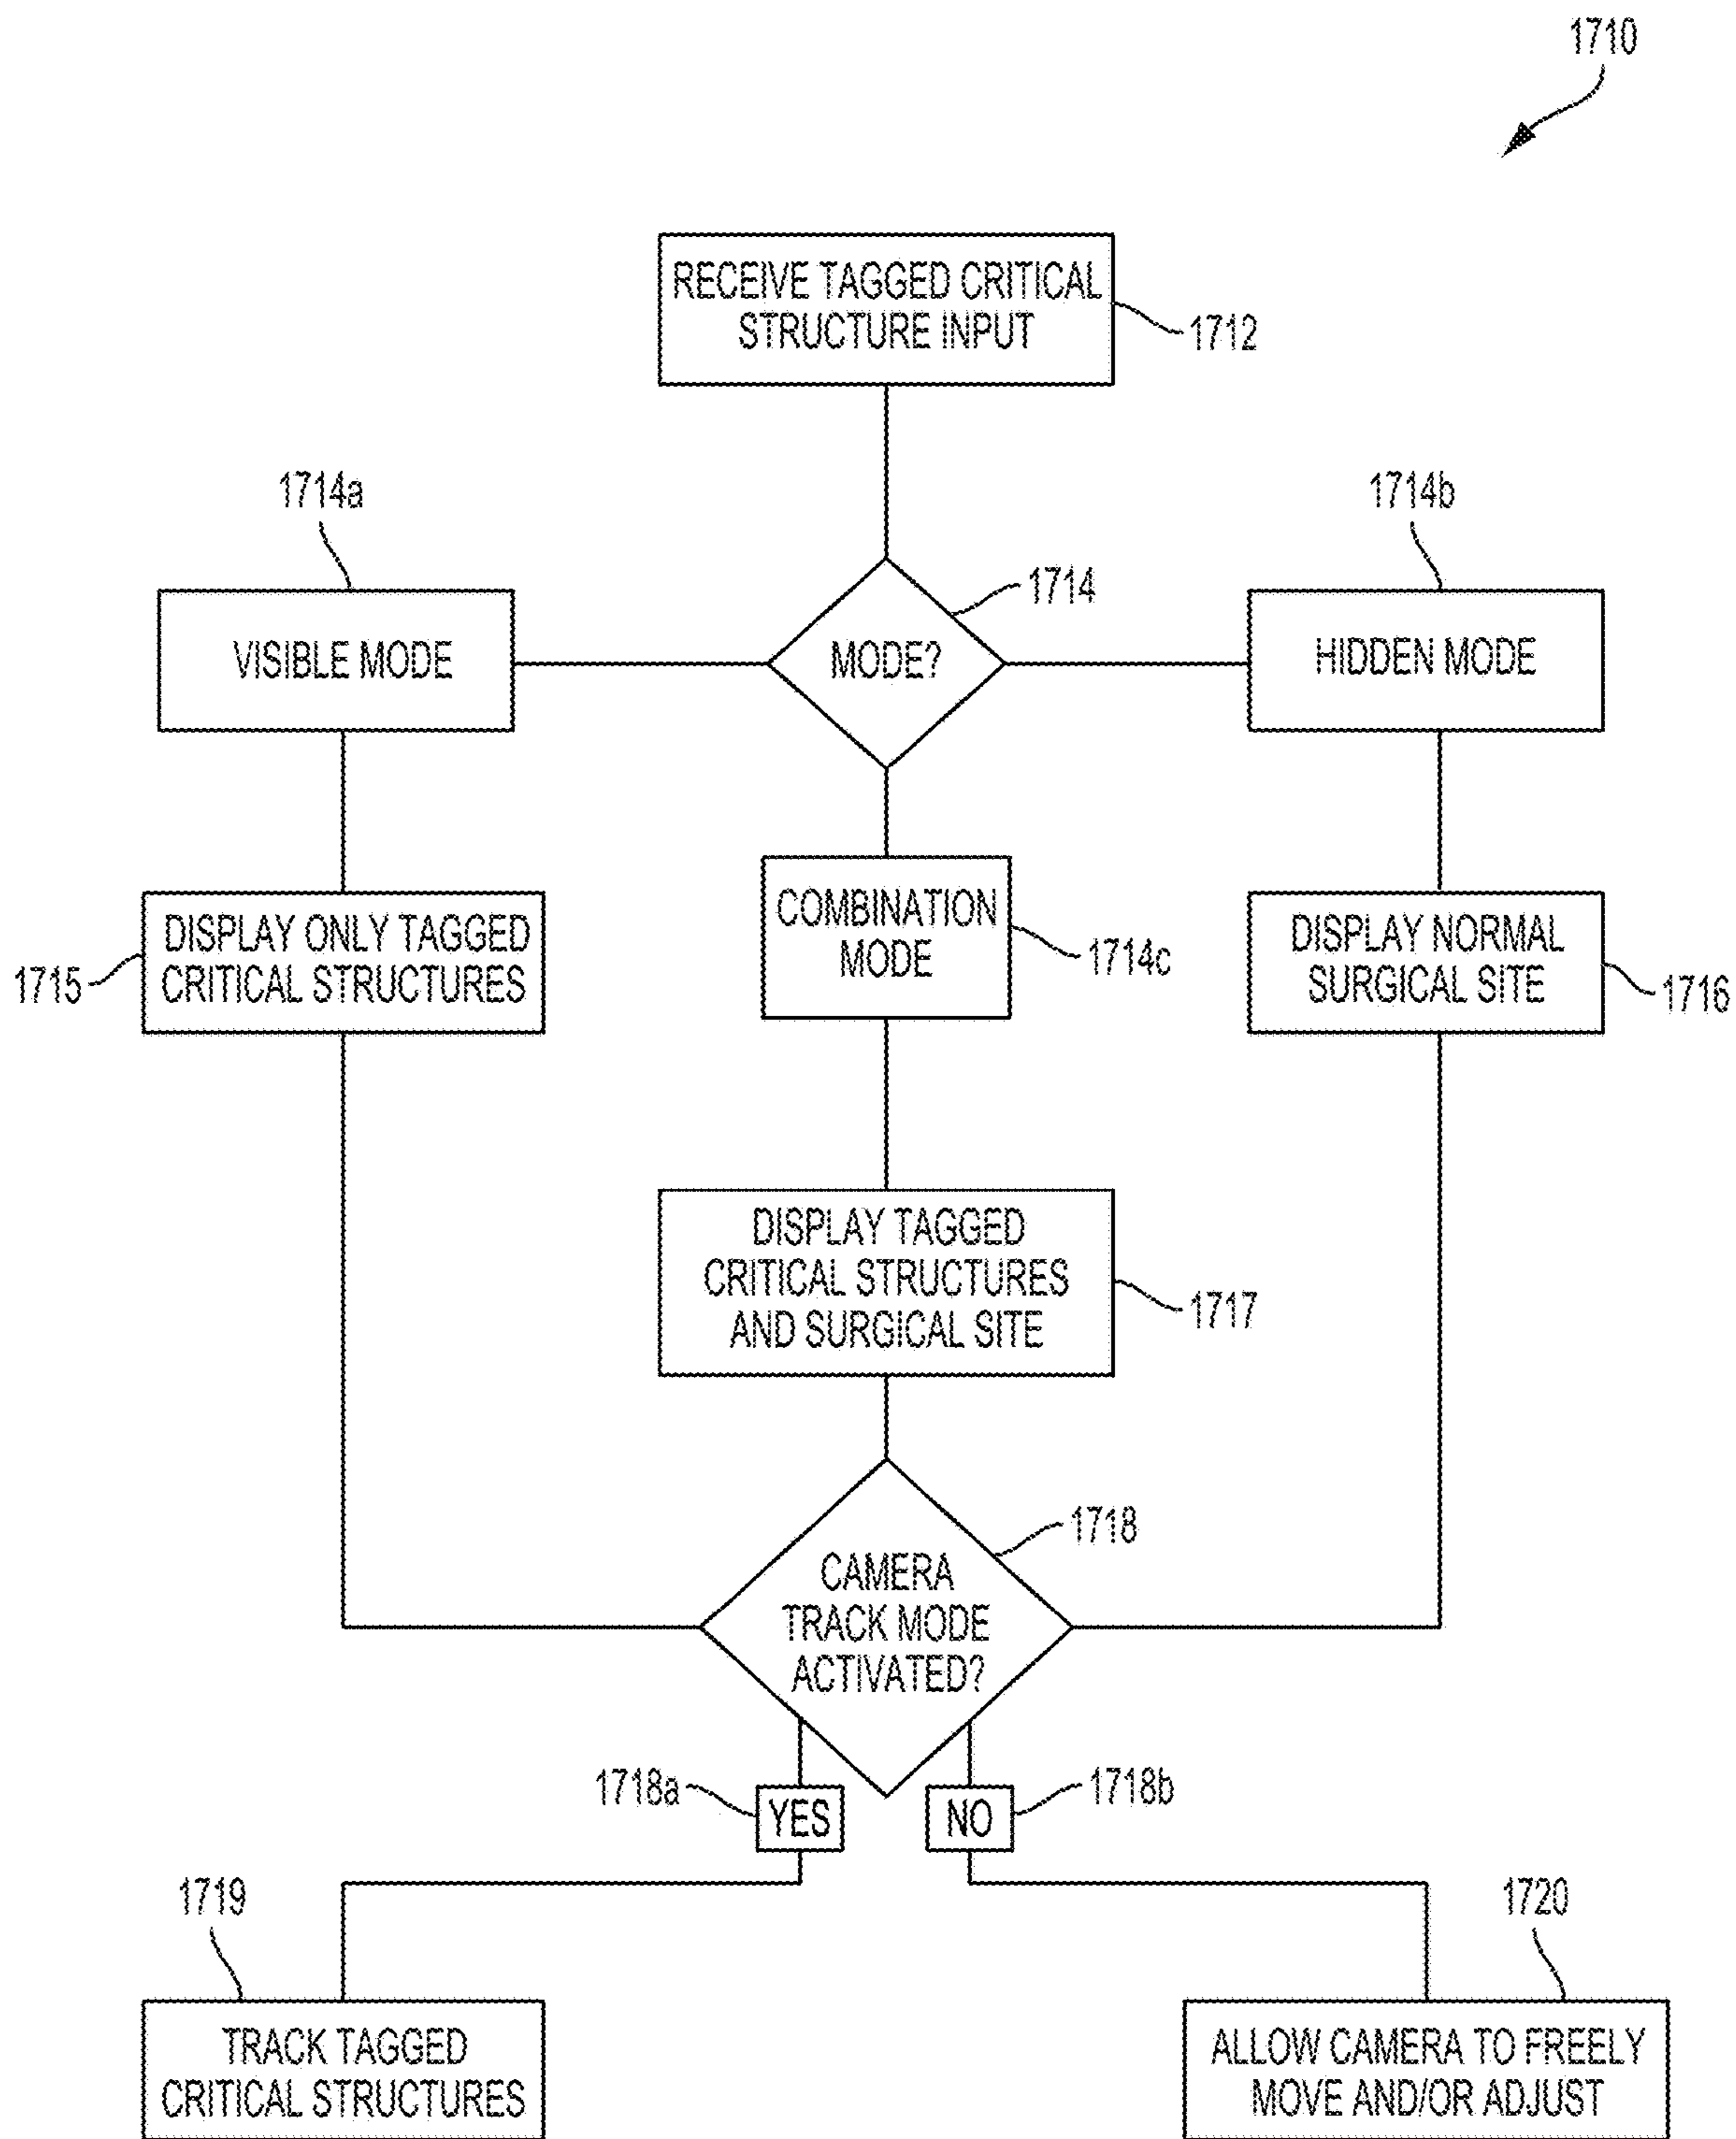 1710
RECEIVE TAGGED CRITICAL
STRUCTURE INPUT
1712
1714a
1714b
1714
VISIBLE MODE
MODE?
HIDDEN MODE
COMBINATION
MODE
1714c
DISPLAY ONLY TAGGED
CRITICAL STRUCTURES
1715
DISPLAY NORMAL
SURGICAL SITE
1716
DISPLAY TAGGED
CRITICAL STRUCTURES
AND SURGICAL SITE
1717
1718
CAMERA
TRACK MODE
ACTIVATED?
1718a
YES
NO
1718b
1719
1720
TRACK TAGGED
CRITICAL STRUCTURES
ALLOW CAMERA TO FREELY
MOVE AND/OR ADJUST